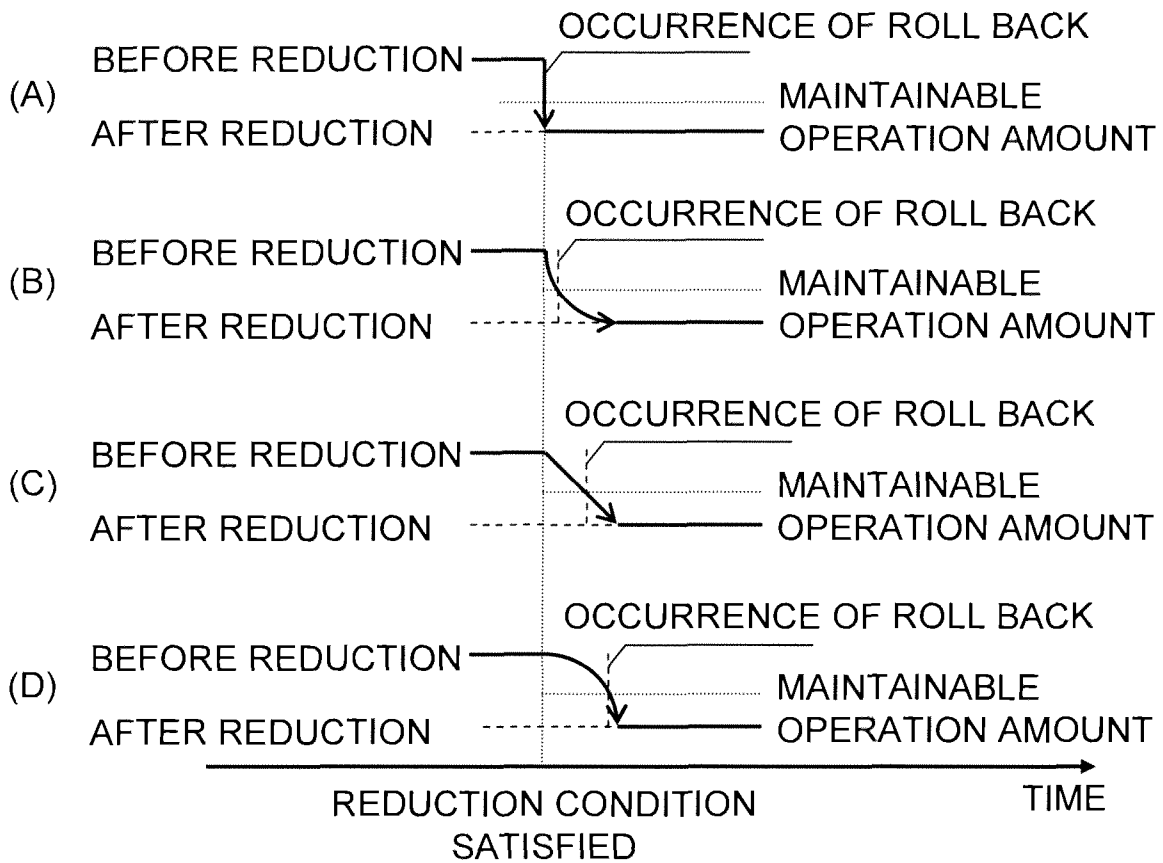 OCCURRENCE OF ROLL BACK
BEFORE REDUCTION
(A)
MAINTAINABLE
AFTER REDUCTION
OPERATION AMOUNT
OCCURRENCE OF ROLL BACK
BEFORE REDUCTION
(B)
MAINTAINABLE
AFTER REDUCTION
OPERATION AMOUNT
OCCURRENCE OF ROLL BACK
BEFORE REDUCTION
(C)
MAINTAINABLE
AFTER REDUCTION
OPERATION AMOUNT
OCCURRENCE OF ROLL BACK
BEFORE REDUCTION
(D)
MAINTAINABLE
AFTER REDUCTION
OPERATION AMOUNT
REDUCTION CONDITION
SATISFIED
TIME